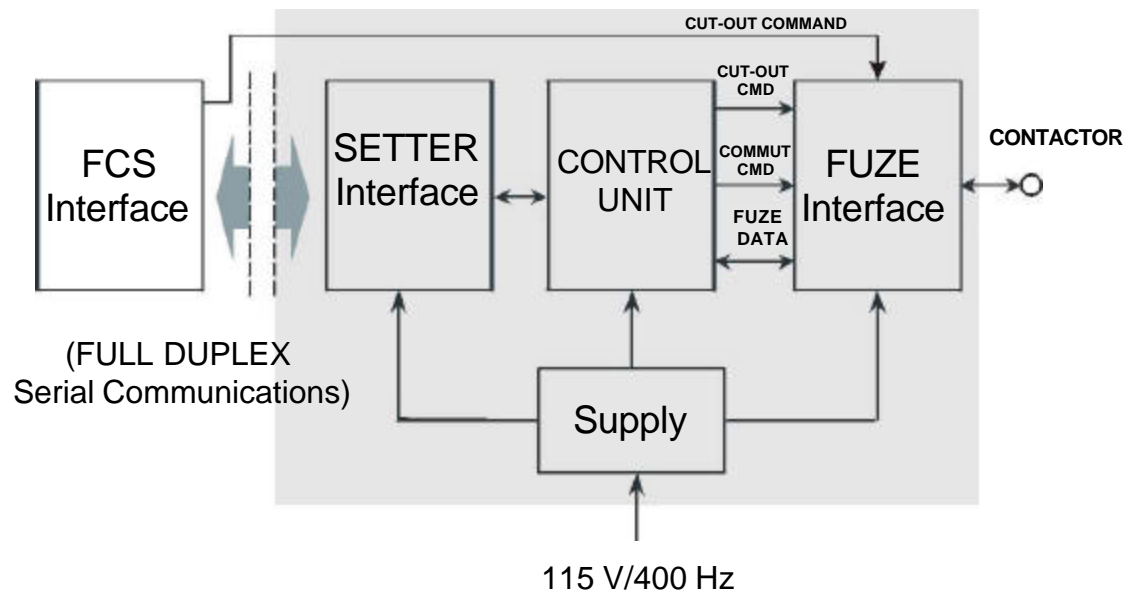 CUT-OUT COMMAND
FCS
Interface
SETTER
Interface
CONTROL
UNIT
CUT-OUT
CMD
COMMUT
CMD
FUZE
DATA
FUZE
Interface
CONTACTOR
(FULL DUPLEX
Serial Communications)
Supply
115 V/400 Hz